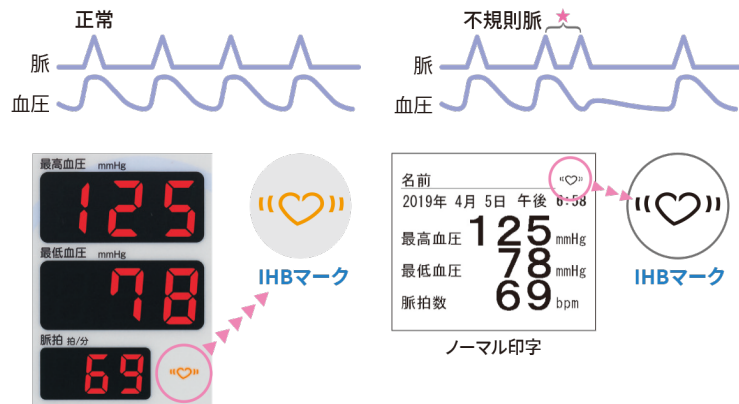 正常
脈
血圧
不規則脈 ★
脈
血圧
最高血圧 mmHg
125
最低血圧 mmHg
78
脈拍 拍/分
69
IHBマーク
名前
2019年 4月 5日 午後 6:58
最高血圧 125 mmHg
最低血圧 78 mmHg
脈拍数 69 bpm
ノーマル印字
IHBマーク